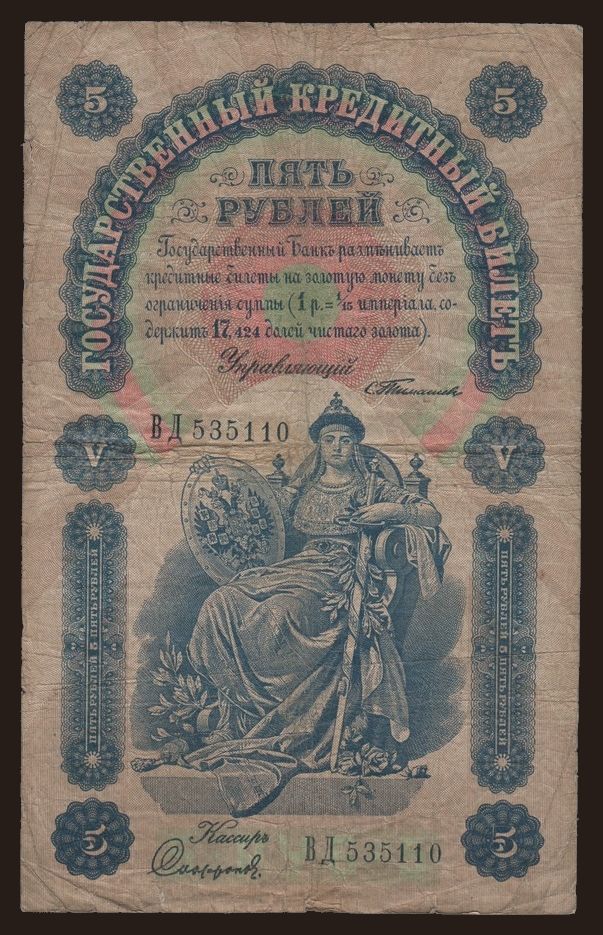 5 5
ГОСУДАРСТВЕННЫЙ КРЕДИТНЫЙ БИЛЕТЪ
ПЯТЬ
РУБЛЕЙ
Государственный Банкъ размѣниваетъ
кредитные билеты на золотую монету безъ
ограниченія суммы (1 р. = 1/15 имперіала, со-
держитъ 17,424 долей чистаго золота).
Управляющій
С. Тимашев
ВД 535110
V V
ПЯТЬ РУБЛЕЙ 5 ПЯТЬ РУБЛЕЙ
ПЯТЬ РУБЛЕЙ 5 ПЯТЬ РУБЛЕЙ
Кассиръ
ВД 535110
5 5